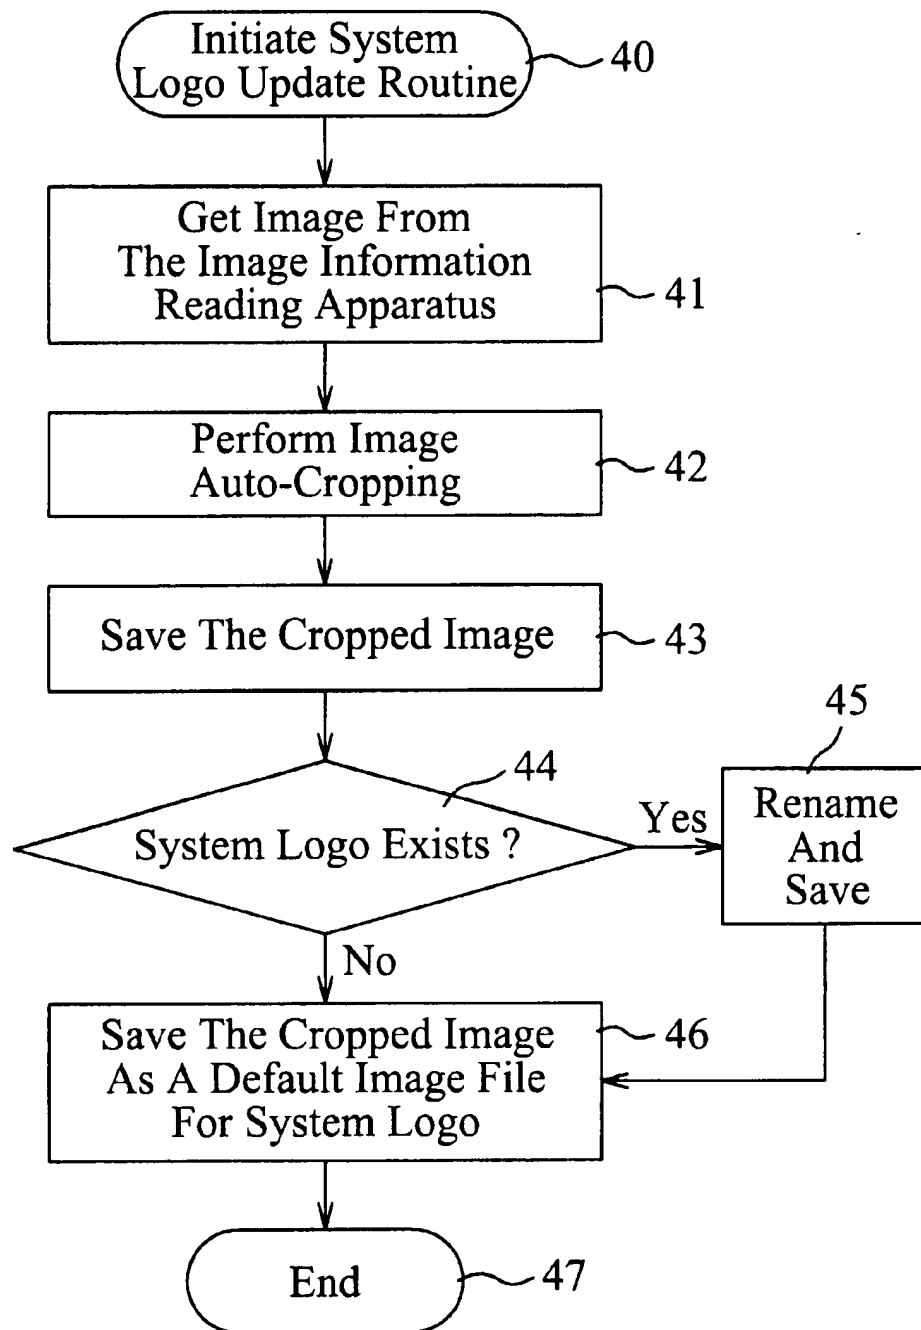 Initiate System
Logo Update Routine
40
Get Image From
The Image Information
Reading Apparatus
41
Perform Image
Auto-Cropping
42
Save The Cropped Image
43
44
System Logo Exists ?
Yes
45
Rename
And
Save
No
Save The Cropped Image
As A Default Image File
For System Logo
46
End
47